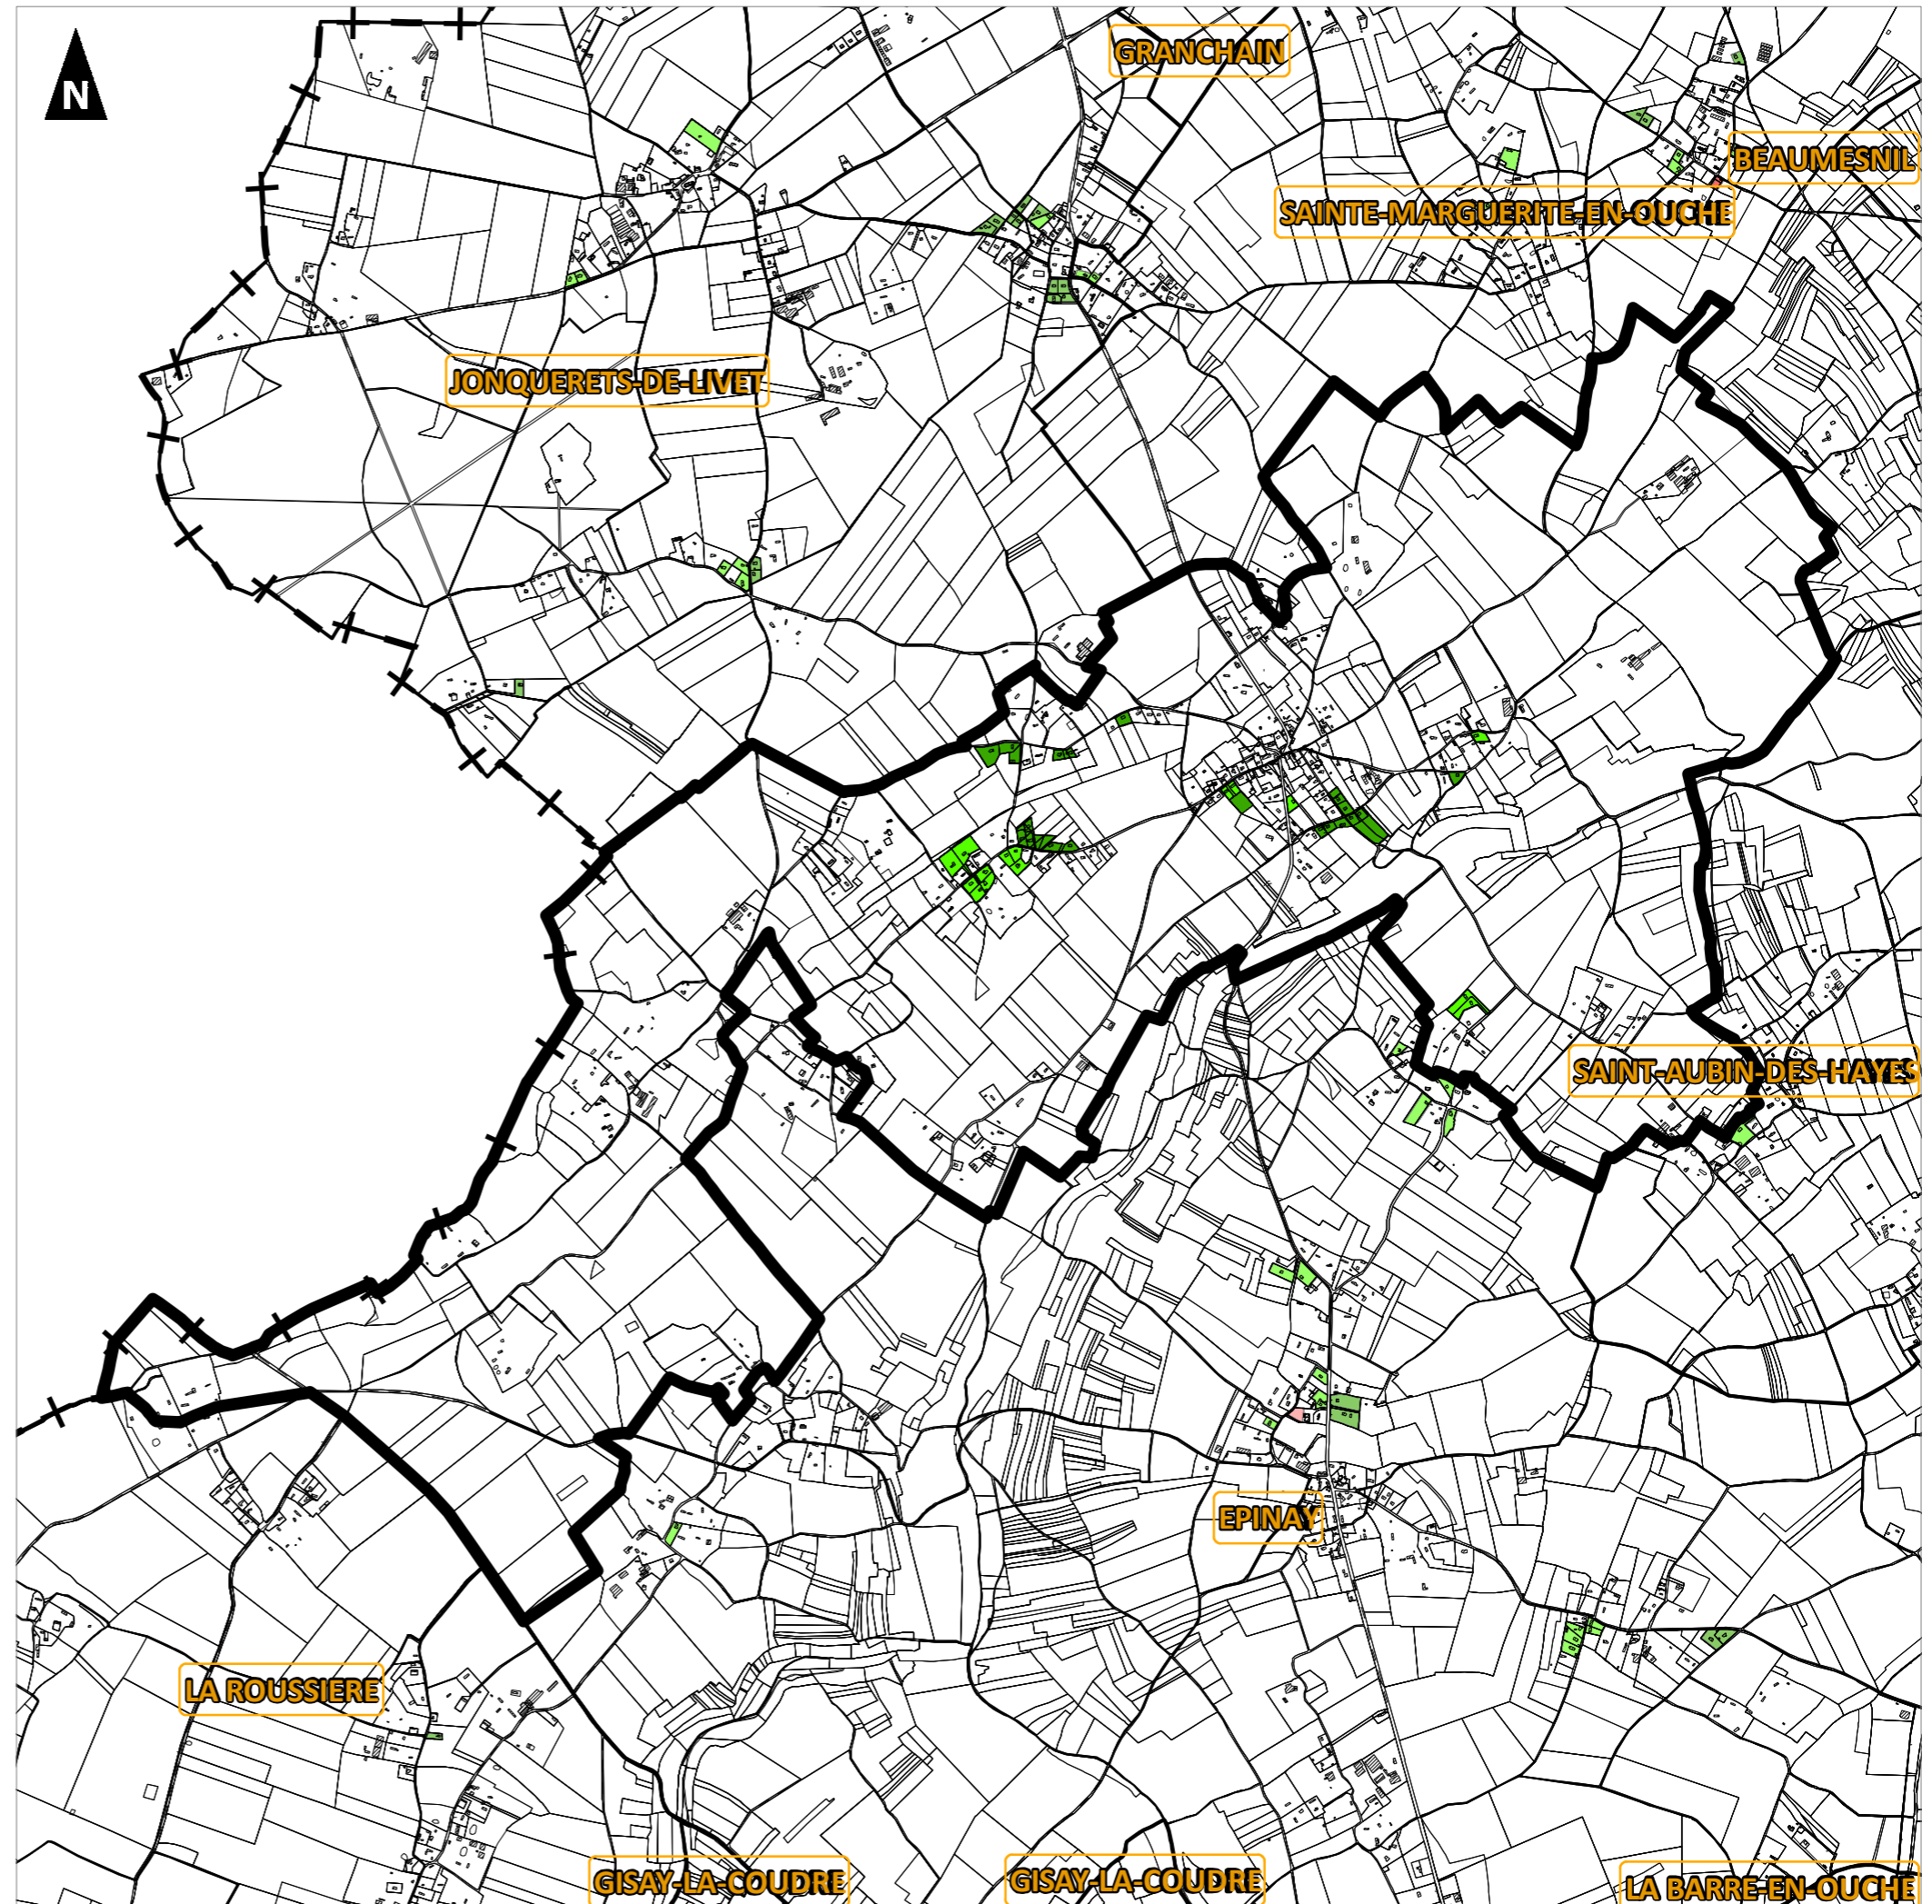 N
GRANCHAIN
BEAUMESNIL
SAINTE-MARGUERITE-EN-OUCHE
JONQUERETS-DE-LIVET
SAINT-AUBIN-DES-HAYES
EPINAY
LA ROUSSIERE
GISAY-LA-COUDRE
GISAY-LA-COUDRE
LA BARRE-EN-OUCHE